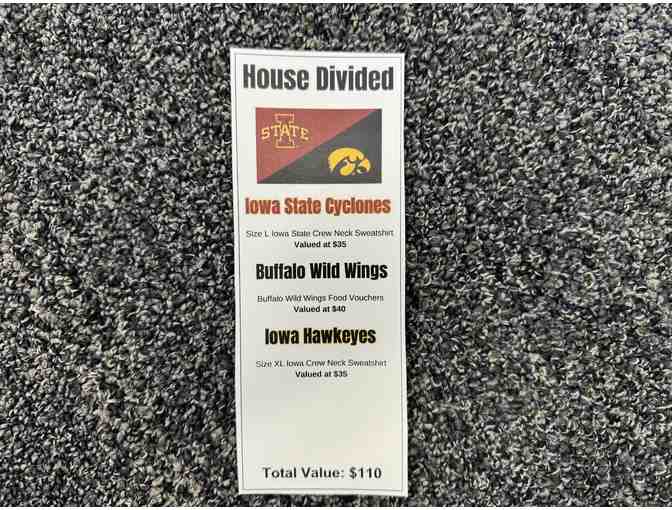 House Divided
I
STATE
Iowa State Cyclones
Size L Iowa State Crew Neck Sweatshirt
Valued at $35
Buffalo Wild Wings
Buffalo Wild Wings Food Vouchers
Valued at $40
Iowa Hawkeyes
Size XL Iowa Crew Neck Sweatshirt
Valued at $35
Total Value: $110